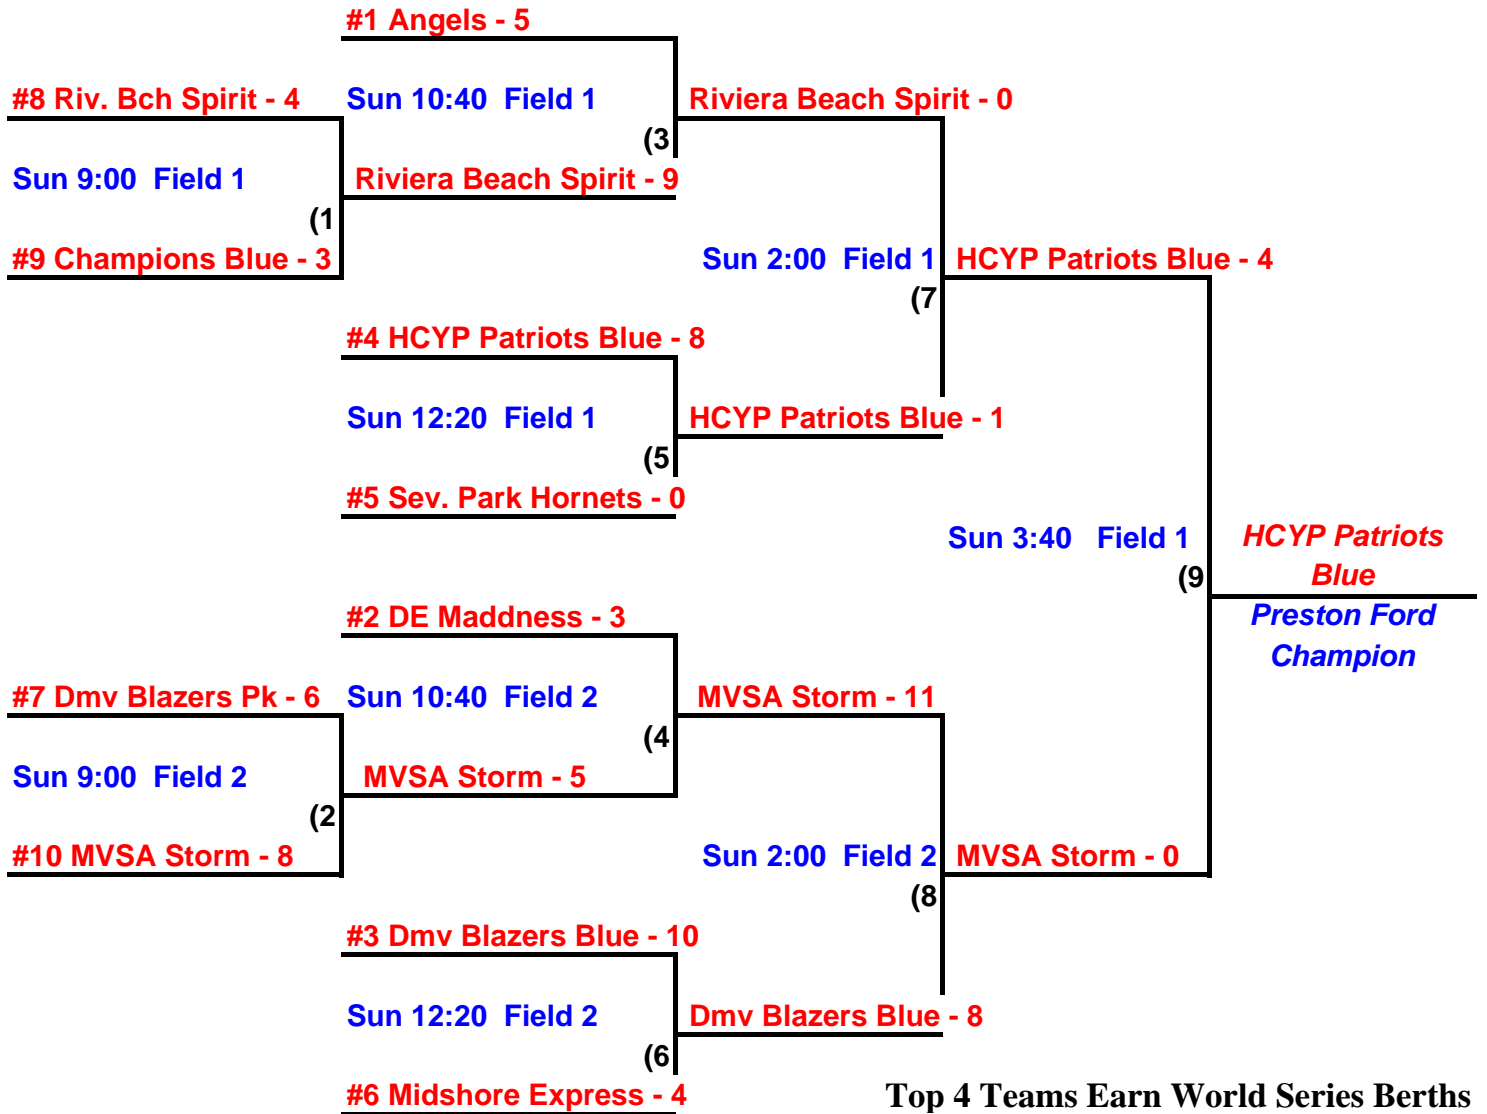 #1 Angels - 5
#8 Riv. Bch Spirit - 4
Sun 10:40 Field 1
Riviera Beach Spirit - 0
(3
Sun 9:00 Field 1
Riviera Beach Spirit - 9
(1
#9 Champions Blue - 3
Sun 2:00 Field 1
HCYP Patriots Blue - 4
(7
#4 HCYP Patriots Blue - 8
Sun 12:20 Field 1
HCYP Patriots Blue - 1
(5
#5 Sev. Park Hornets - 0
Sun 3:40 Field 1
(9
HCYP Patriots
Blue
Preston Ford
Champion
#2 DE Maddness - 3
#7 Dmv Blazers Pk - 6
Sun 10:40 Field 2
MVSA Storm - 11
(4
Sun 9:00 Field 2
MVSA Storm - 5
(2
#10 MVSA Storm - 8
Sun 2:00 Field 2
MVSA Storm - 0
(8
#3 Dmv Blazers Blue - 10
Sun 12:20 Field 2
Dmv Blazers Blue - 8
(6
#6 Midshore Express - 4
Top 4 Teams Earn World Series Berths